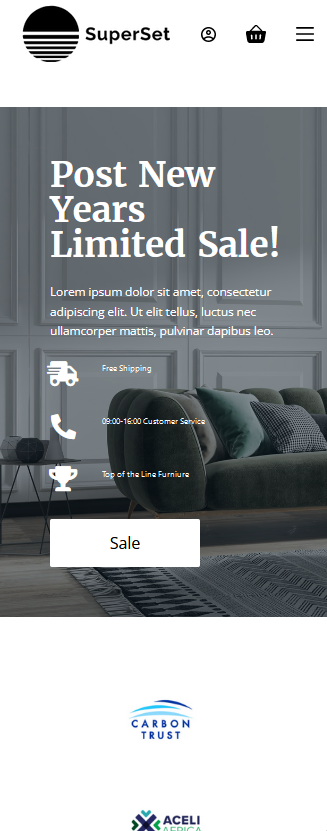 SuperSet
Post New
Years
Limited Sale!
Lorem ipsum dolor sit amet, consectetur
adipiscing elit. Ut elit tellus, luctus nec
ullamcorper mattis, pulvinar dapibus leo.
Free Shipping
09:00-16:00 Customer Service
Top of the Line Furniure
Sale
CARBON
TRUST
ACELI
AFRICA